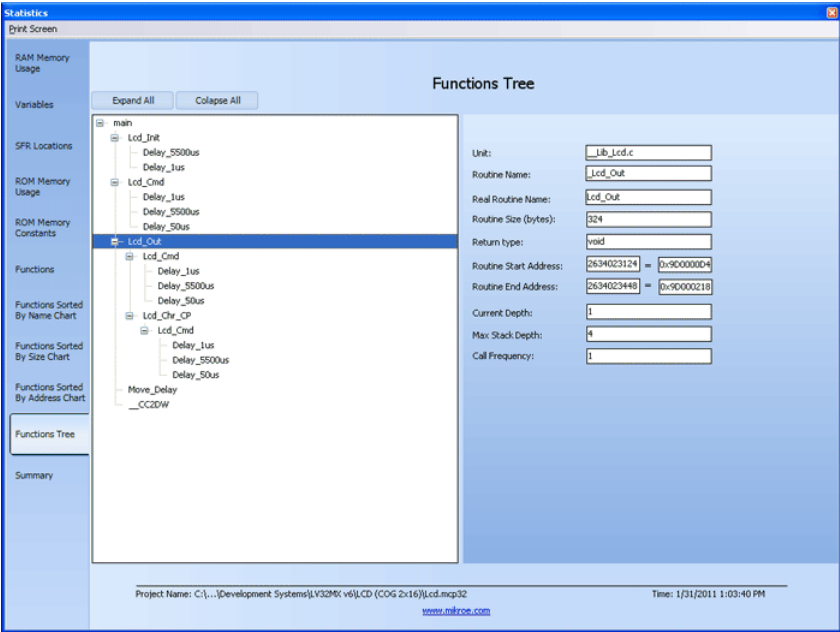 Statistics
Print Screen
RAM Memory
Usage
Variables
SFR Locations
ROM Memory
Usage
ROM Memory
Constants
Functions
Functions Sorted
By Name Chart
Functions Sorted
By Size Chart
Functions Sorted
By Address Chart
Functions Tree
Summary
Functions Tree
Expand All Colapse All
main
Lcd_Init
Delay_5500us
Delay_1us
Lcd_Cmd
Delay_1us
Delay_5500us
Delay_50us
Lcd_Out
Lcd_Cmd
Delay_1us
Delay_5500us
Delay_50us
Lcd_Chr_CP
Lcd_Cmd
Delay_1us
Delay_5500us
Delay_50us
Move_Delay
__CC2DW
Unit: __Lib_Lcd.c
Routine Name: _Lcd_Out
Real Routine Name: Lcd_Out
Routine Size (bytes): 324
Return type: void
Routine Start Address: 2634023124 = 0x9D0000D4
Routine End Address: 2634023448 = 0x9D000218
Current Depth: 1
Max Stack Depth: 4
Call Frequency: 1
Project Name: C:\...\Development Systems\LV32MX v6\LCD (COG 2x16)\Lcd.mcp32 Time: 1/31/2011 1:03:40 PM
www.mikroe.com